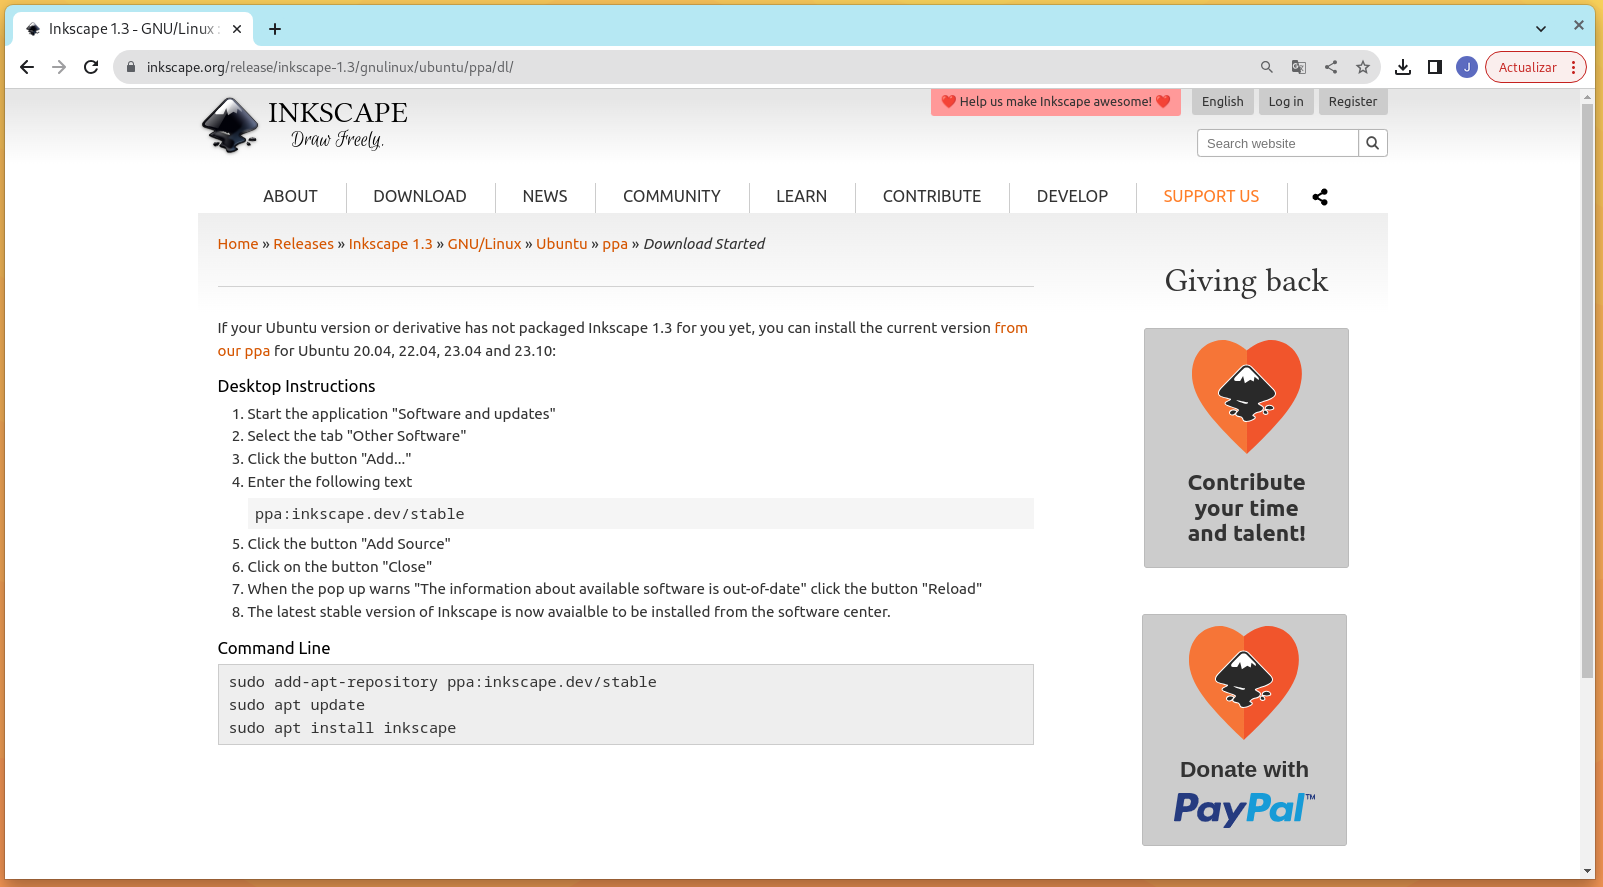 Inkscape 1.3 - GNU/Linux
inkscape.org/release/inkscape-1.3/gnulinux/ubuntu/ppa/dl/
J
Actualizar
INKSCAPE
Draw Freely.
Help us make Inkscape awesome!
English
Log in
Register
Search website
ABOUT
DOWNLOAD
NEWS
COMMUNITY
LEARN
CONTRIBUTE
DEVELOP
SUPPORT US
Home » Releases » Inkscape 1.3 » GNU/Linux » Ubuntu » ppa » Download Started
If your Ubuntu version or derivative has not packaged Inkscape 1.3 for you yet, you can install the current version from
our ppa for Ubuntu 20.04, 22.04, 23.04 and 23.10:
Desktop Instructions
1. Start the application "Software and updates"
2. Select the tab "Other Software"
3. Click the button "Add..."
4. Enter the following text
ppa:inkscape.dev/stable
5. Click the button "Add Source"
6. Click on the button "Close"
7. When the pop up warns "The information about available software is out-of-date" click the button "Reload"
8. The latest stable version of Inkscape is now avaialble to be installed from the software center.
Command Line
sudo add-apt-repository ppa:inkscape.dev/stable
sudo apt update
sudo apt install inkscape
Giving back
Contribute
your time
and talent!
Donate with
PayPal™